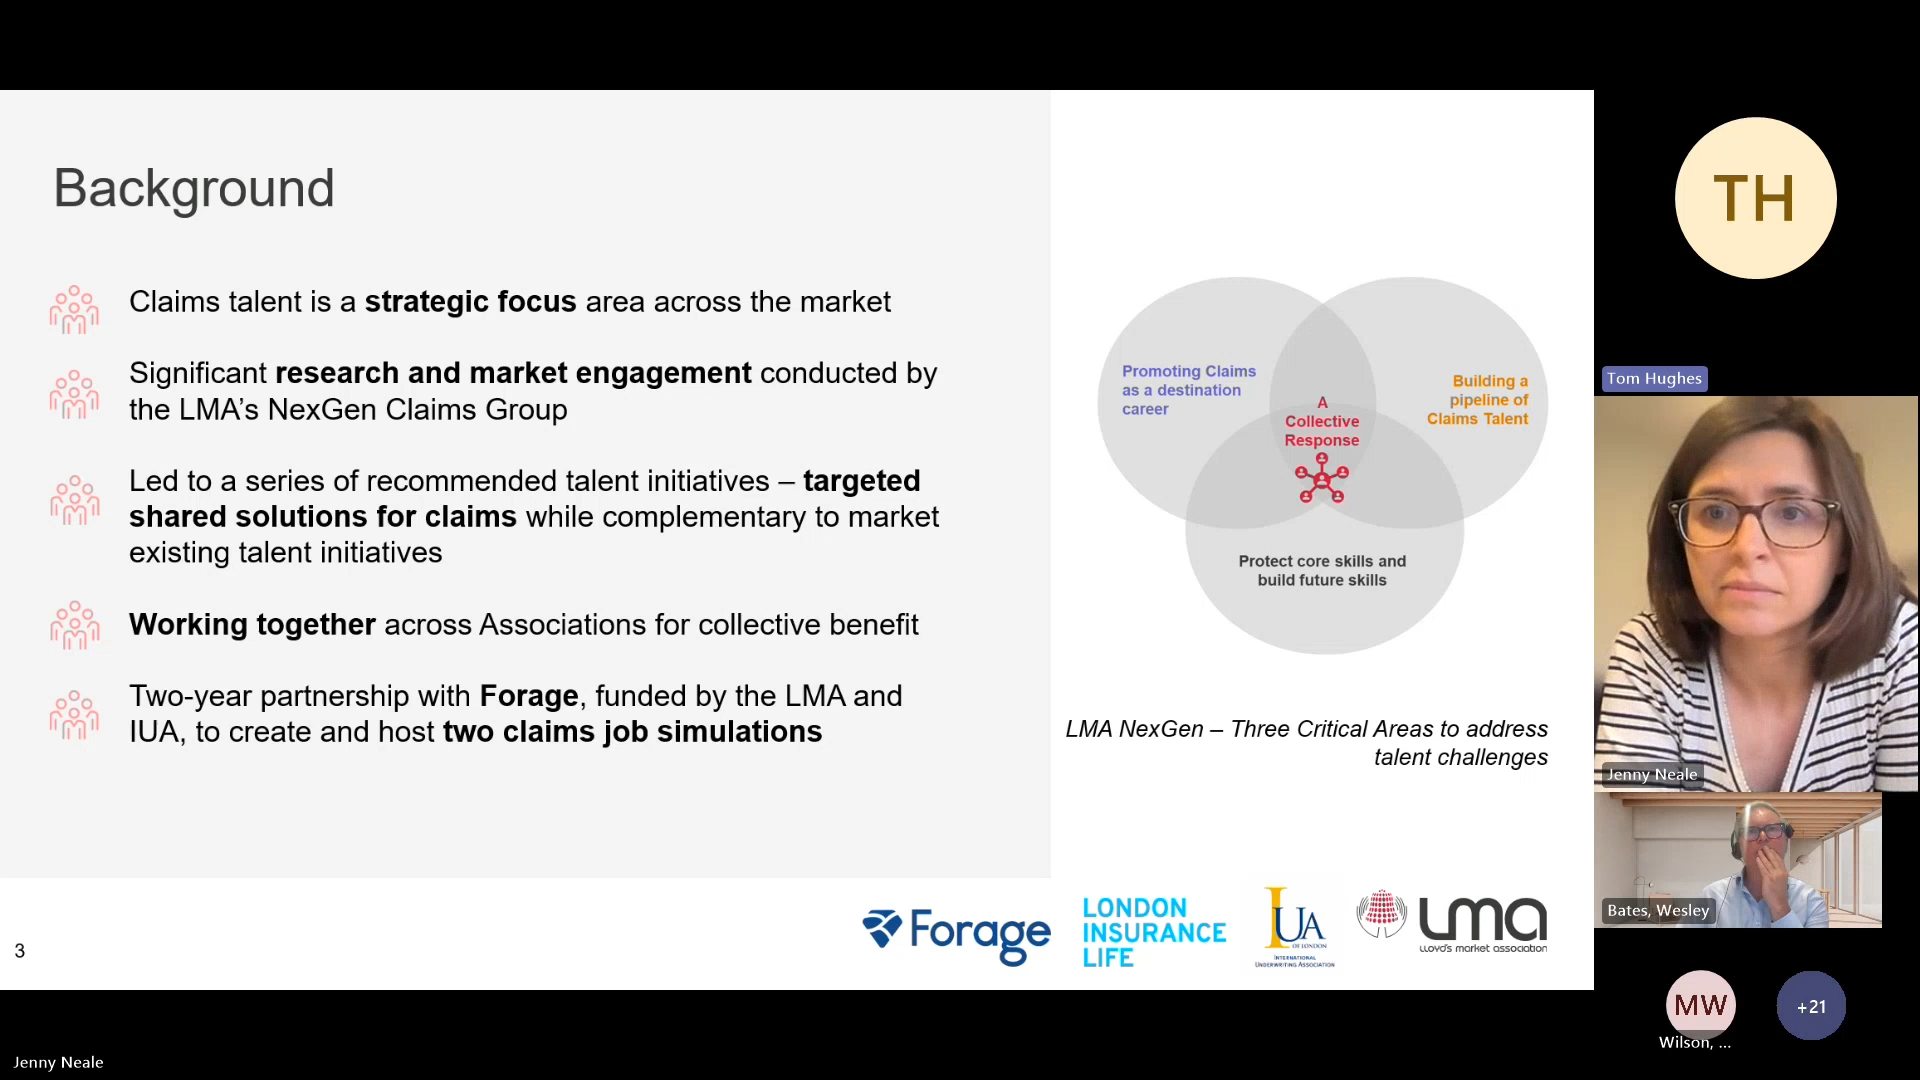 Background
Claims talent is a strategic focus area across the market
Significant research and market engagement conducted by
the LMA’s NexGen Claims Group
Led to a series of recommended talent initiatives – targeted
shared solutions for claims while complementary to market
existing talent initiatives
Working together across Associations for collective benefit
Two-year partnership with Forage, funded by the LMA and
IUA, to create and host two claims job simulations
Promoting Claims
as a destination
career
Building a
pipeline of
Claims Talent
A
Collective
Response
Protect core skills and
build future skills
LMA NexGen – Three Critical Areas to address
talent challenges
3
Forage
LONDON
INSURANCE
LIFE
IUA
OF LONDON
INTERNATIONAL
UNDERWRITING ASSOCIATION
lma
LLOYD'S market association
TH
Tom Hughes
Jenny Neale
Bates, Wesley
MW
Wilson, ...
+21
Jenny Neale